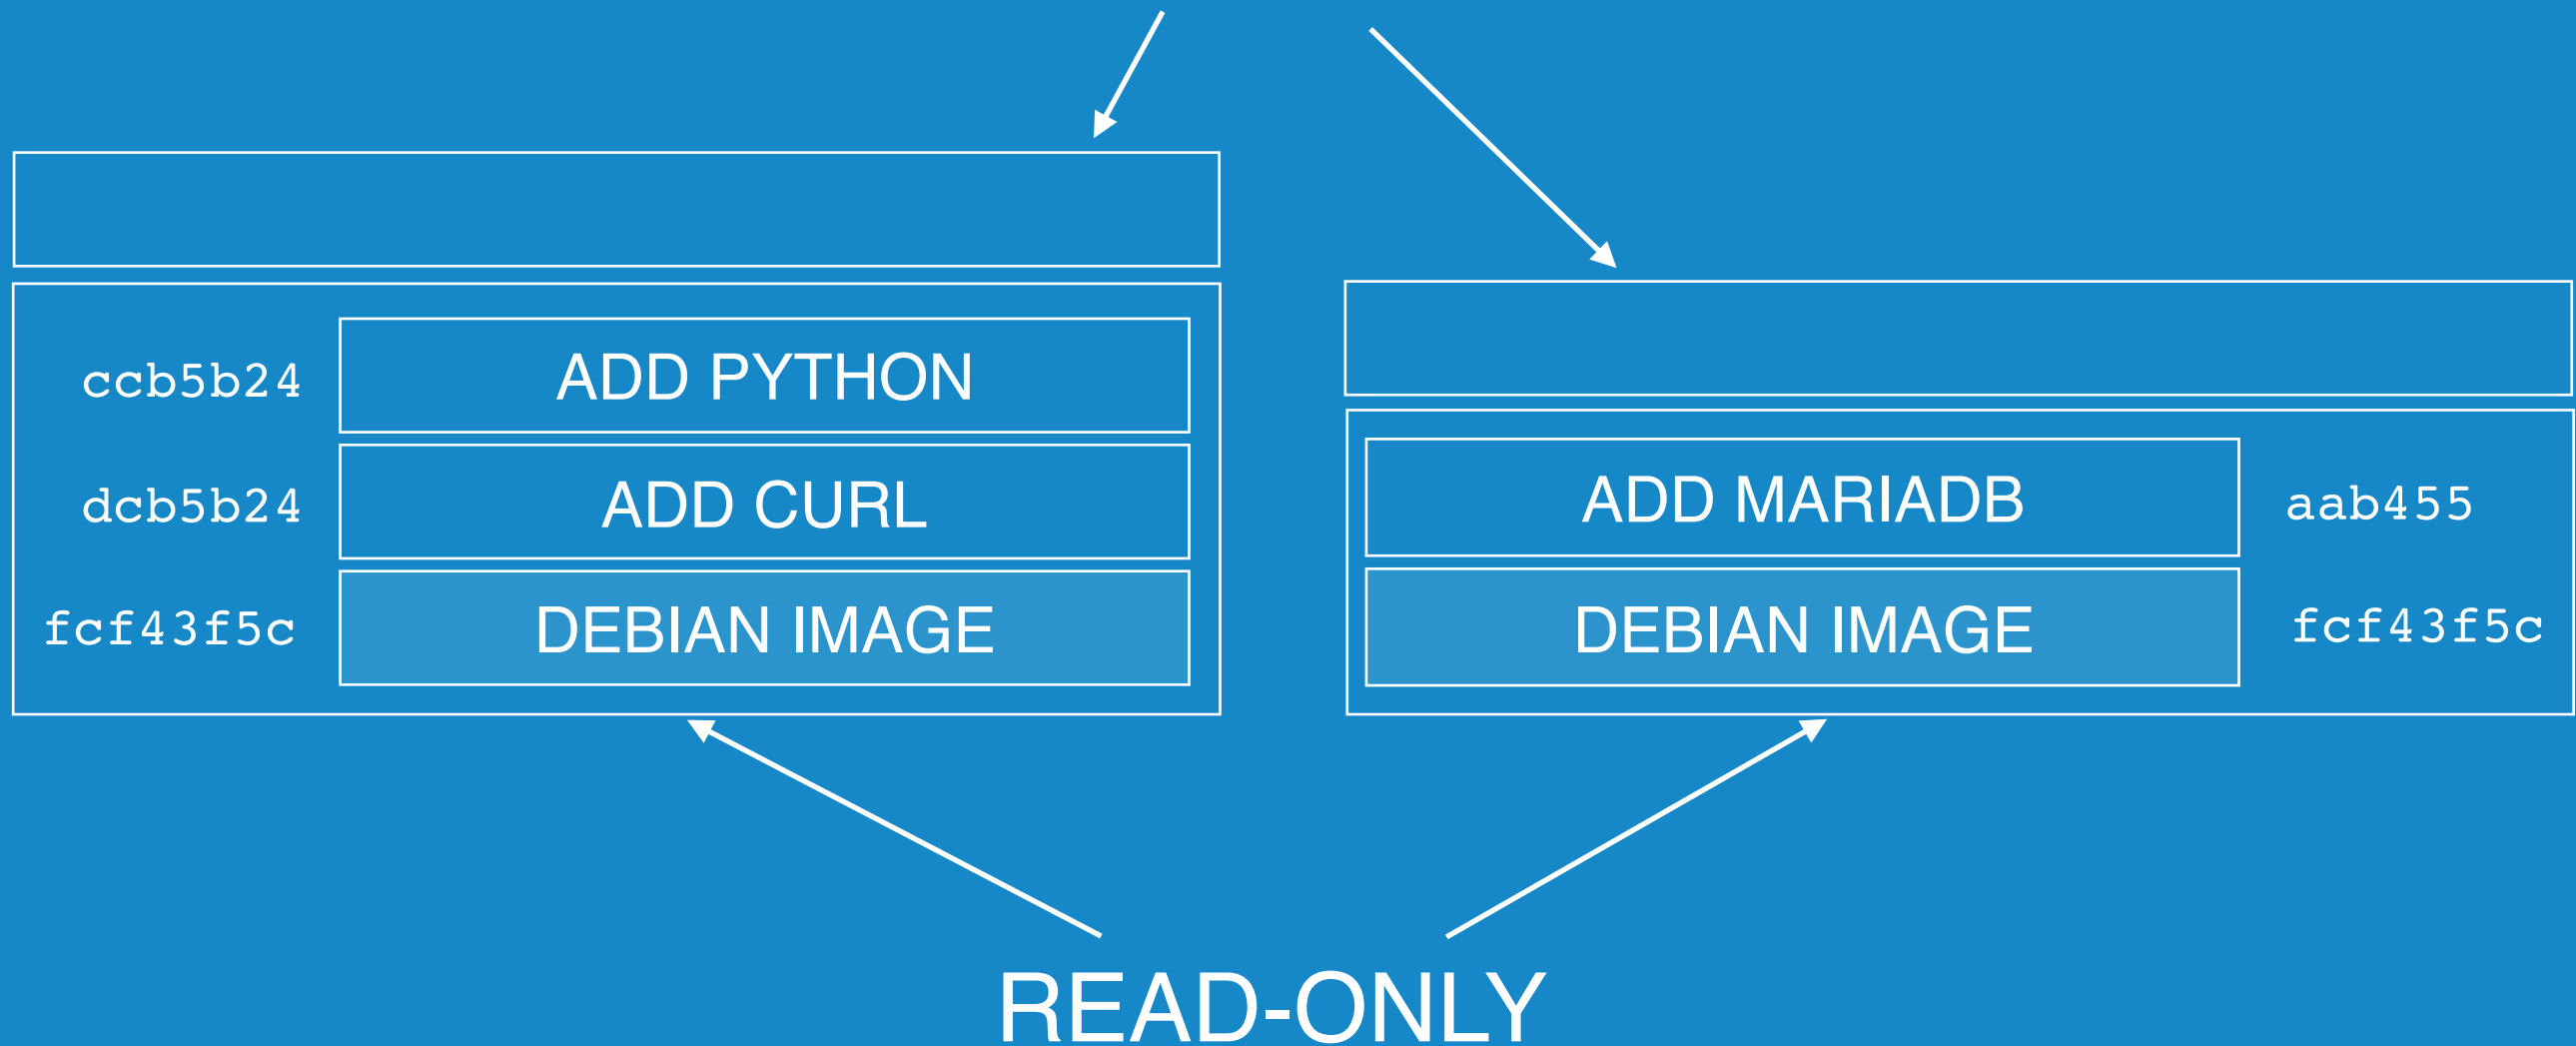 ccb5b24 ADD PYTHON
dcb5b24 ADD CURL
fcf43f5c DEBIAN IMAGE
ADD MARIADB aab455
DEBIAN IMAGE fcf43f5c
READ-ONLY